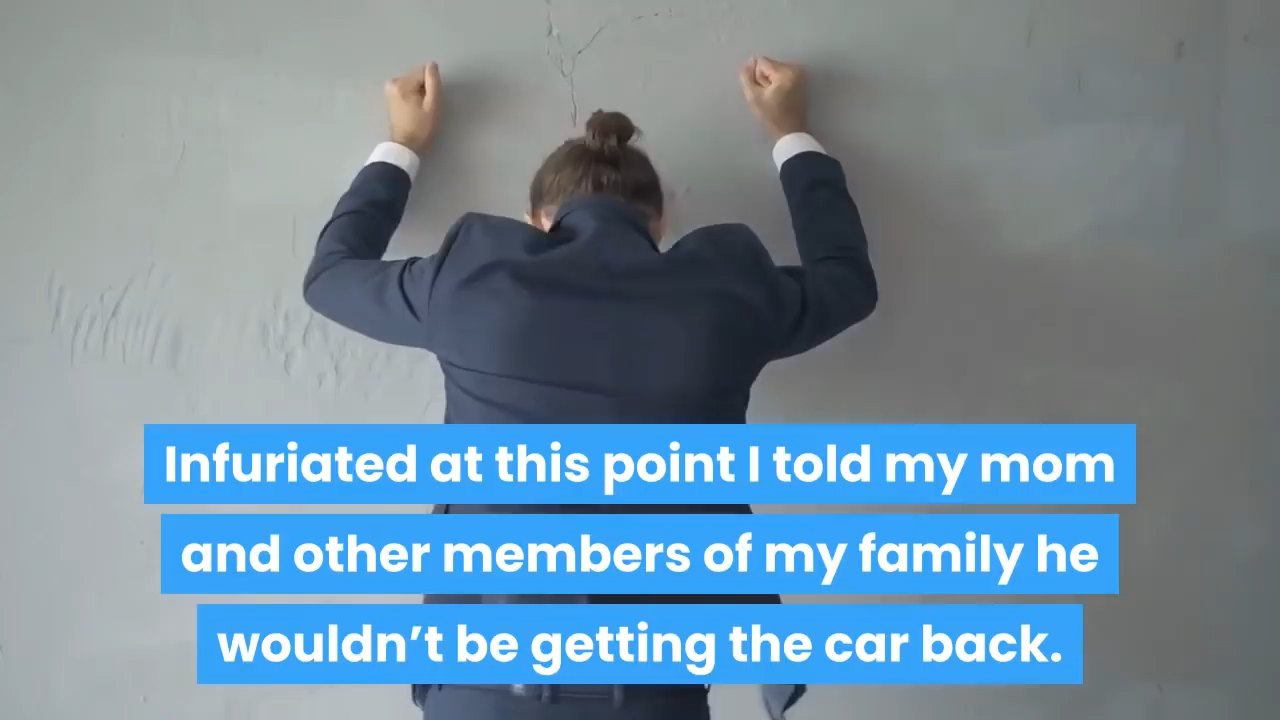 Infuriated at this point I told my mom
and other members of my family he
wouldn’t be getting the car back.